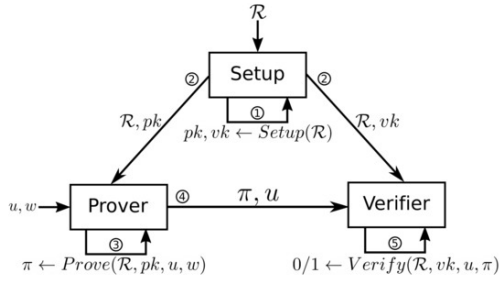 ℛ
Setup
② ②
①
pk, vk ← Setup(ℛ)
ℛ, pk ℛ, vk
u, w Prover ④ π, u Verifier
③ ⑤
π ← Prove(ℛ, pk, u, w) 0/1 ← Verify(ℛ, vk, u, π)